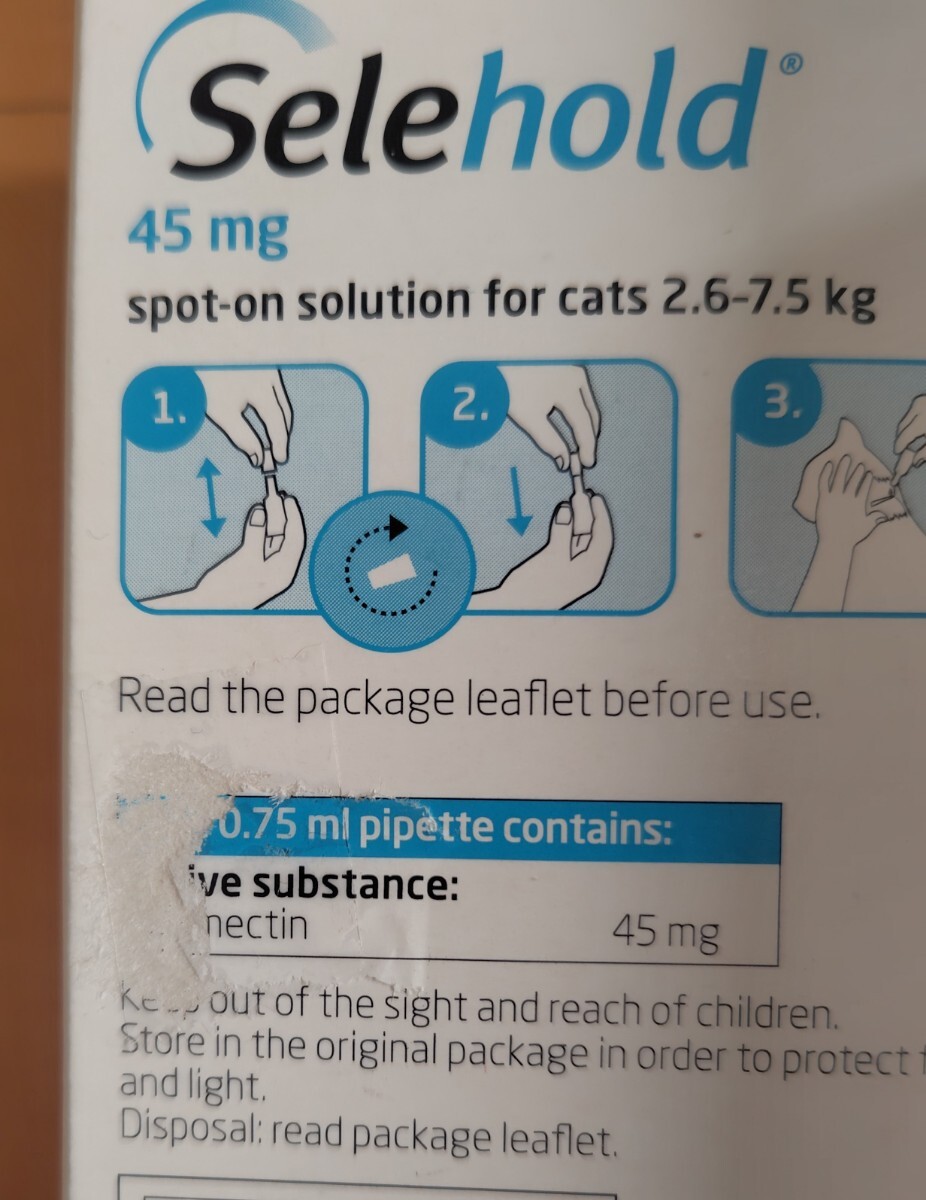 Selehold®
45 mg
spot-on solution for cats 2.6-7.5 kg
1.
2.
3.
Read the package leaflet before use.
0.75 ml pipette contains:
ive substance:
nectin 45 mg
out of the sight and reach of children.
Store in the original package in order to protect
and light.
Disposal: read package leaflet.